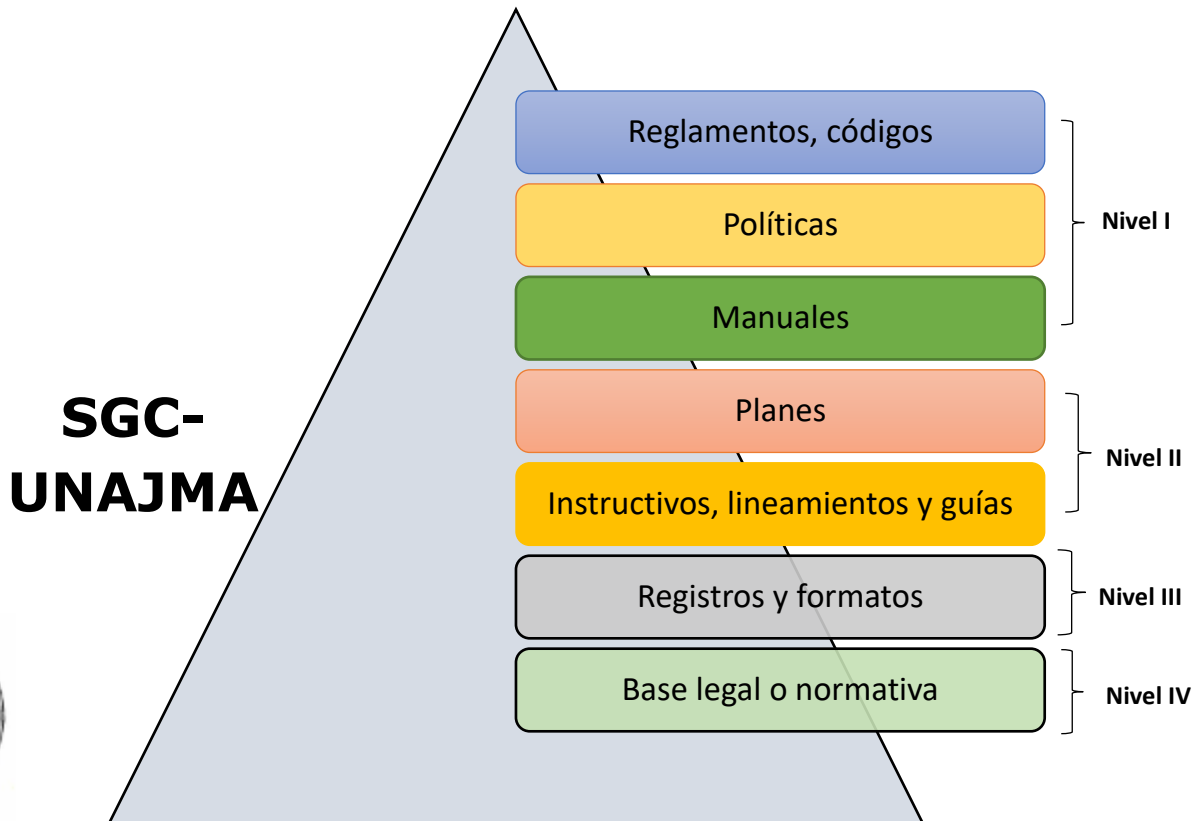 Reglamentos, códigos
Políticas
Nivel I
Manuales
SGC-
UNAJMA
Planes
Nivel II
Instructivos, lineamientos y guías
Registros y formatos
Nivel III
Base legal o normativa
Nivel IV